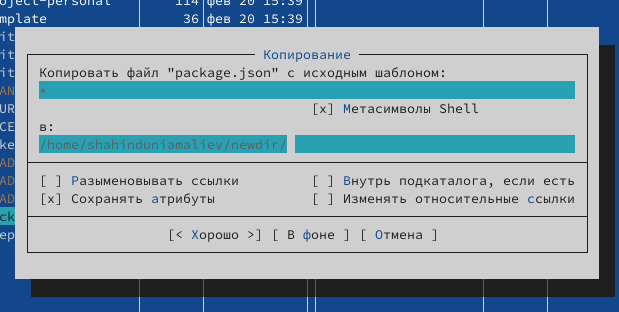 oject-personal 114 фев 20 15:39
mplate 36 фев 20 15:39
Копирование
Копировать файл "package.json" с исходным шаблоном:
*
[x] Метасимволы Shell
в:
/home/shahinduniamaliev/newdir/
[ ] Разыменовывать ссылки [ ] Внутрь подкаталога, если есть
[x] Сохранять атрибуты [ ] Изменять относительные ссылки
[< Хорошо >] [ В фоне ] [ Отмена ]